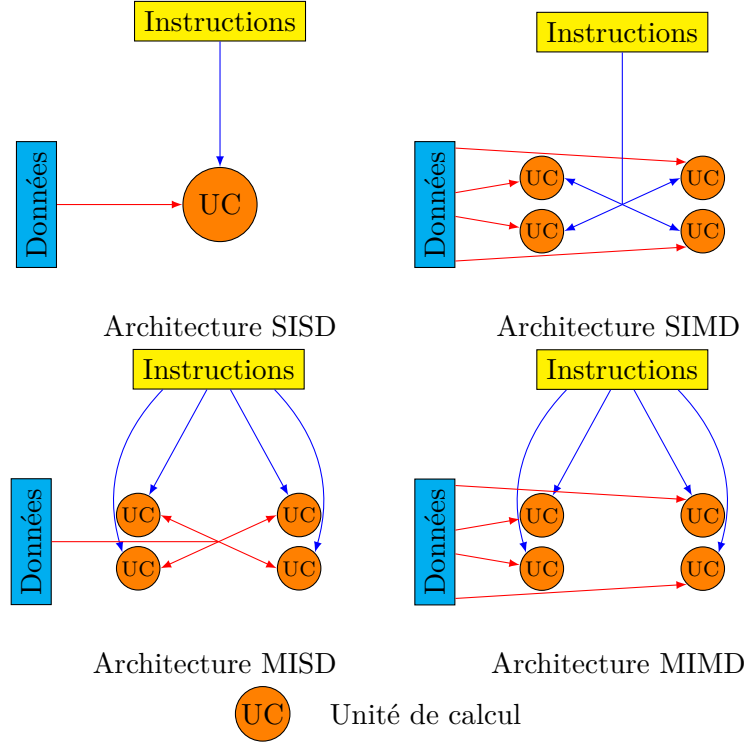 Instructions
Données
UC
Architecture SISD
Instructions
Données
UC
UC
UC
UC
Architecture SIMD
Instructions
Données
UC
UC
UC
UC
Architecture MISD
Instructions
Données
UC
UC
UC
UC
Architecture MIMD
UC Unité de calcul